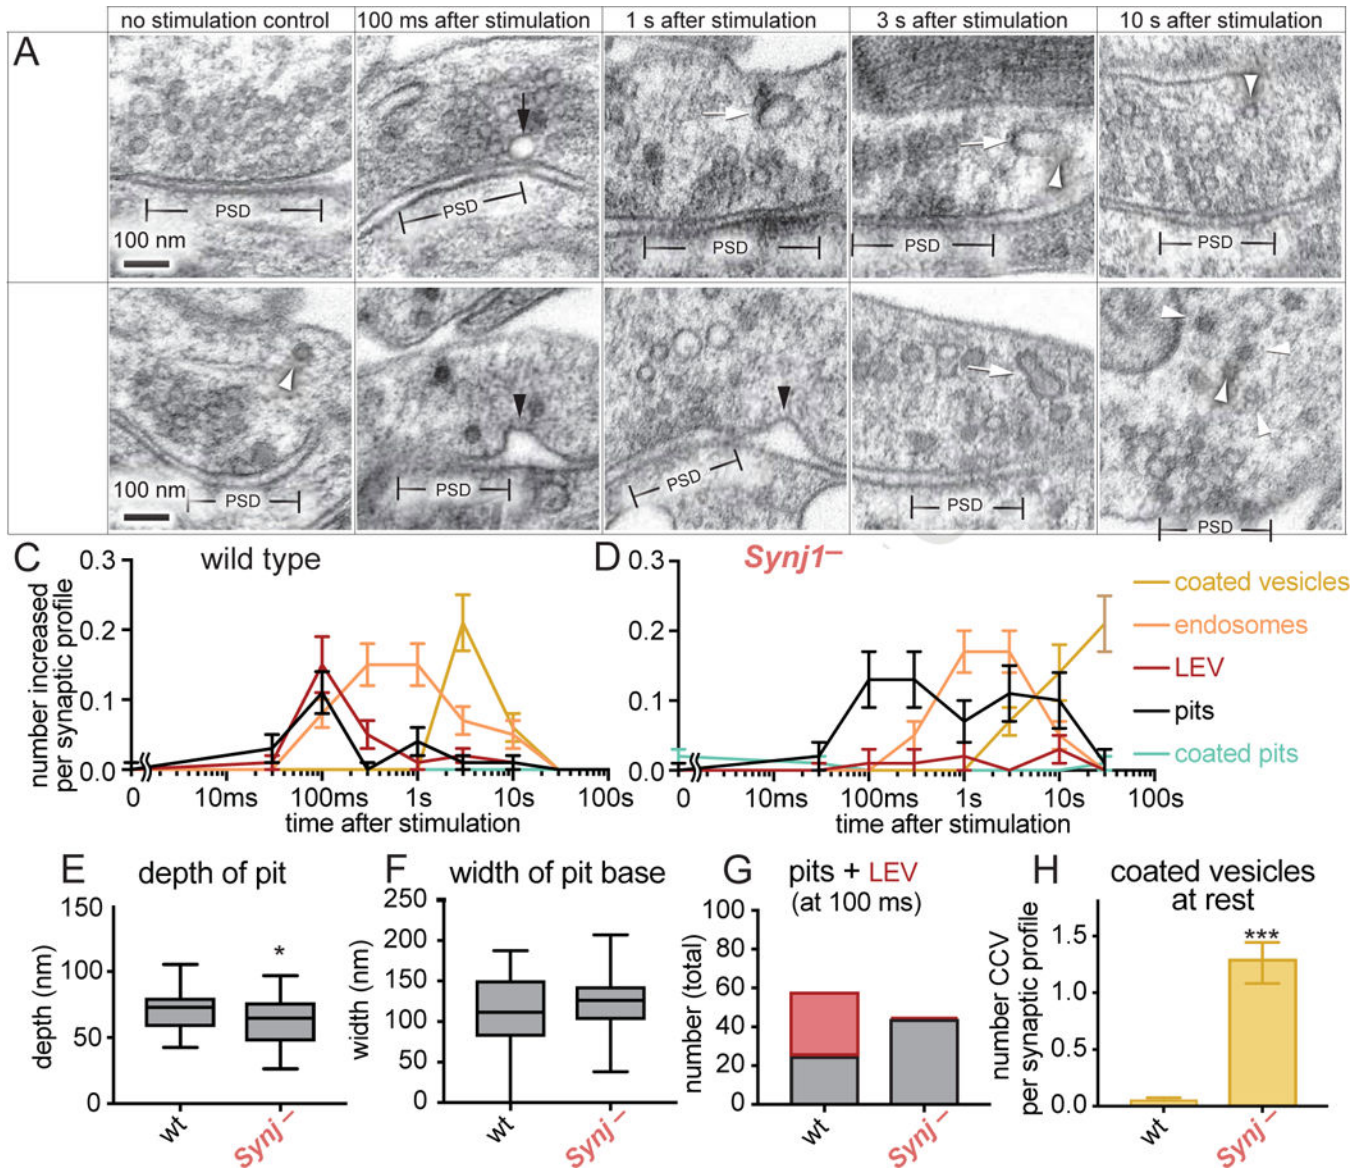 no stimulation control
100 ms after stimulation
1 s after stimulation
3 s after stimulation
10 s after stimulation
A
PSD
100 nm
PSD
PSD
PSD
PSD
PSD
100 nm
PSD
PSD
PSD
PSD
C
wild type
number increased
per synaptic profile
0.3
0.2
0.1
0.0
0
10ms
100ms
1s
10s
100s
time after stimulation
D
Synj1–
0.3
0.2
0.1
0.0
0
10ms
100ms
1s
10s
100s
time after stimulation
coated vesicles
endosomes
LEV
pits
coated pits
E
depth of pit
depth (nm)
150
100
50
0
*
wt
Synj–
F
width of pit base
width (nm)
250
200
150
100
50
0
wt
Synj–
G
pits + LEV
(at 100 ms)
number (total)
100
80
60
40
20
0
wt
Synj–
H
coated vesicles
at rest
number CCV
per synaptic profile
1.5
1.0
0.5
0.0
***
wt
Synj–